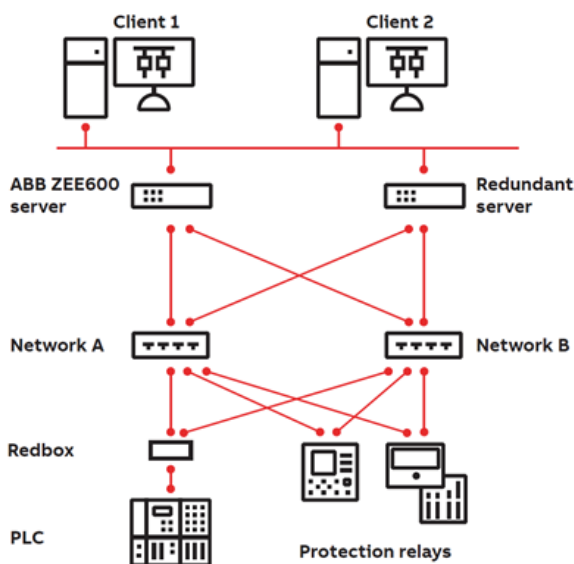 Client 1
Client 2
ABB ZEE600
server
Redundant
server
Network A
Network B
Redbox
PLC
Protection relays